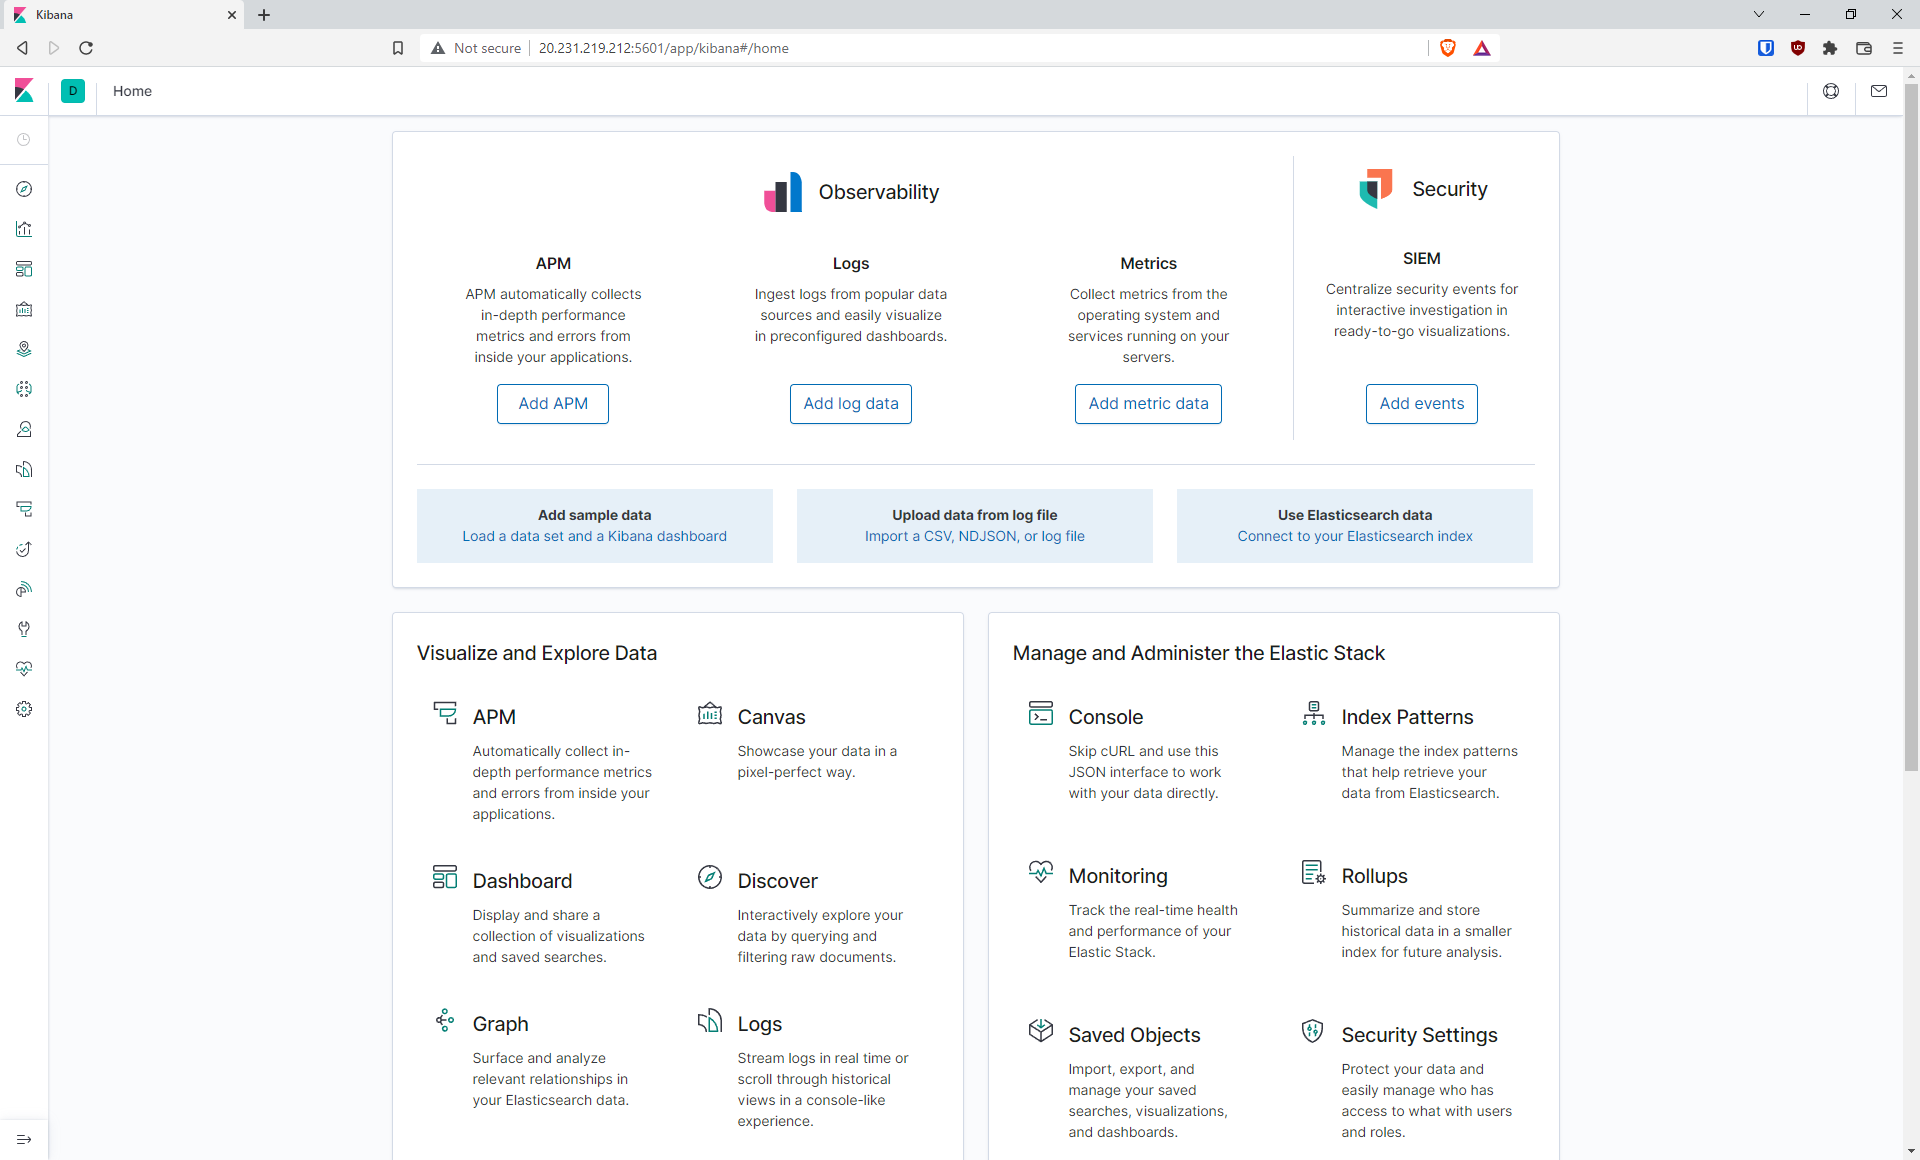 Kibana
Not secure
20.231.219.212:5601/app/kibana#/home
D
Home
Observability
Security
APM
APM automatically collects
in-depth performance
metrics and errors from
inside your applications.
Add APM
Logs
Ingest logs from popular data
sources and easily visualize
in preconfigured dashboards.
Add log data
Metrics
Collect metrics from the
operating system and
services running on your
servers.
Add metric data
SIEM
Centralize security events for
interactive investigation in
ready-to-go visualizations.
Add events
Add sample data
Load a data set and a Kibana dashboard
Upload data from log file
Import a CSV, NDJSON, or log file
Use Elasticsearch data
Connect to your Elasticsearch index
Visualize and Explore Data
APM
Automatically collect in-
depth performance metrics
and errors from inside your
applications.
Canvas
Showcase your data in a
pixel-perfect way.
Dashboard
Display and share a
collection of visualizations
and saved searches.
Discover
Interactively explore your
data by querying and
filtering raw documents.
Graph
Surface and analyze
relevant relationships in
your Elasticsearch data.
Logs
Stream logs in real time or
scroll through historical
views in a console-like
experience.
Manage and Administer the Elastic Stack
Console
Skip cURL and use this
JSON interface to work
with your data directly.
Index Patterns
Manage the index patterns
that help retrieve your
data from Elasticsearch.
Monitoring
Track the real-time health
and performance of your
Elastic Stack.
Rollups
Summarize and store
historical data in a smaller
index for future analysis.
Saved Objects
Import, export, and
manage your saved
searches, visualizations,
and dashboards.
Security Settings
Protect your data and
easily manage who has
access to what with users
and roles.